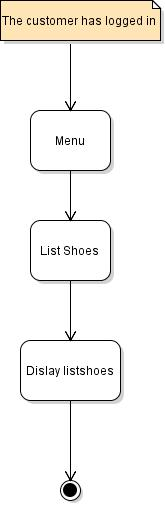 The customer has logged in
Menu
List Shoes
Dislay listshoes